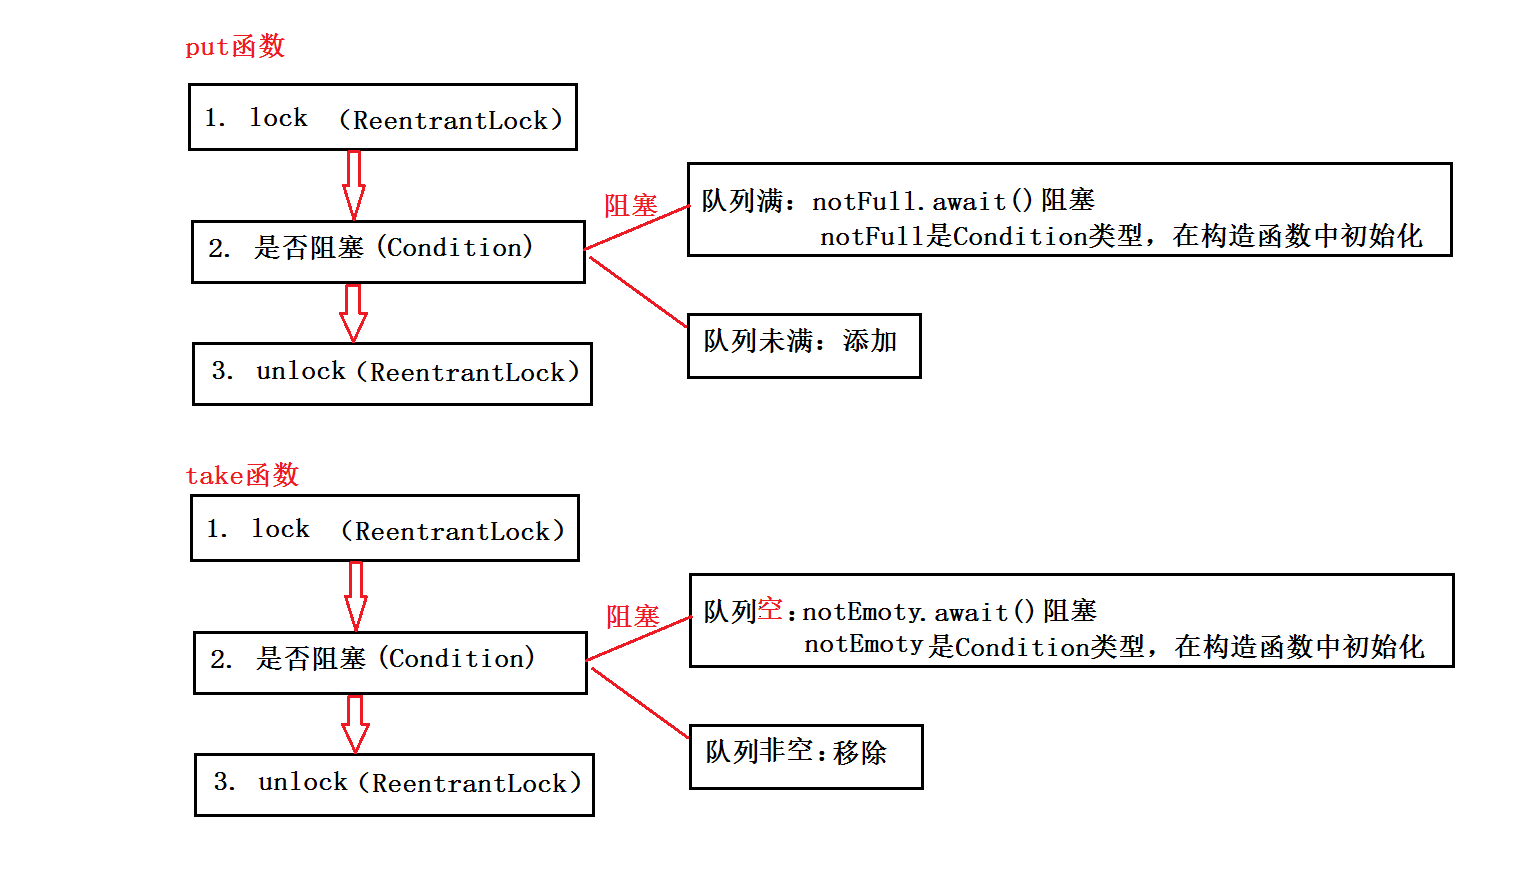 put函数
1. lock （ReentrantLock）
阻塞
队列满：notFull.await()阻塞
notFull是Condition类型，在构造函数中初始化
2. 是否阻塞(Condition)
队列未满：添加
3. unlock（ReentrantLock）
take函数
1. lock （ReentrantLock）
阻塞
队列空：notEmoty.await()阻塞
notEmoty是Condition类型，在构造函数中初始化
2. 是否阻塞(Condition)
队列非空：移除
3. unlock（ReentrantLock）